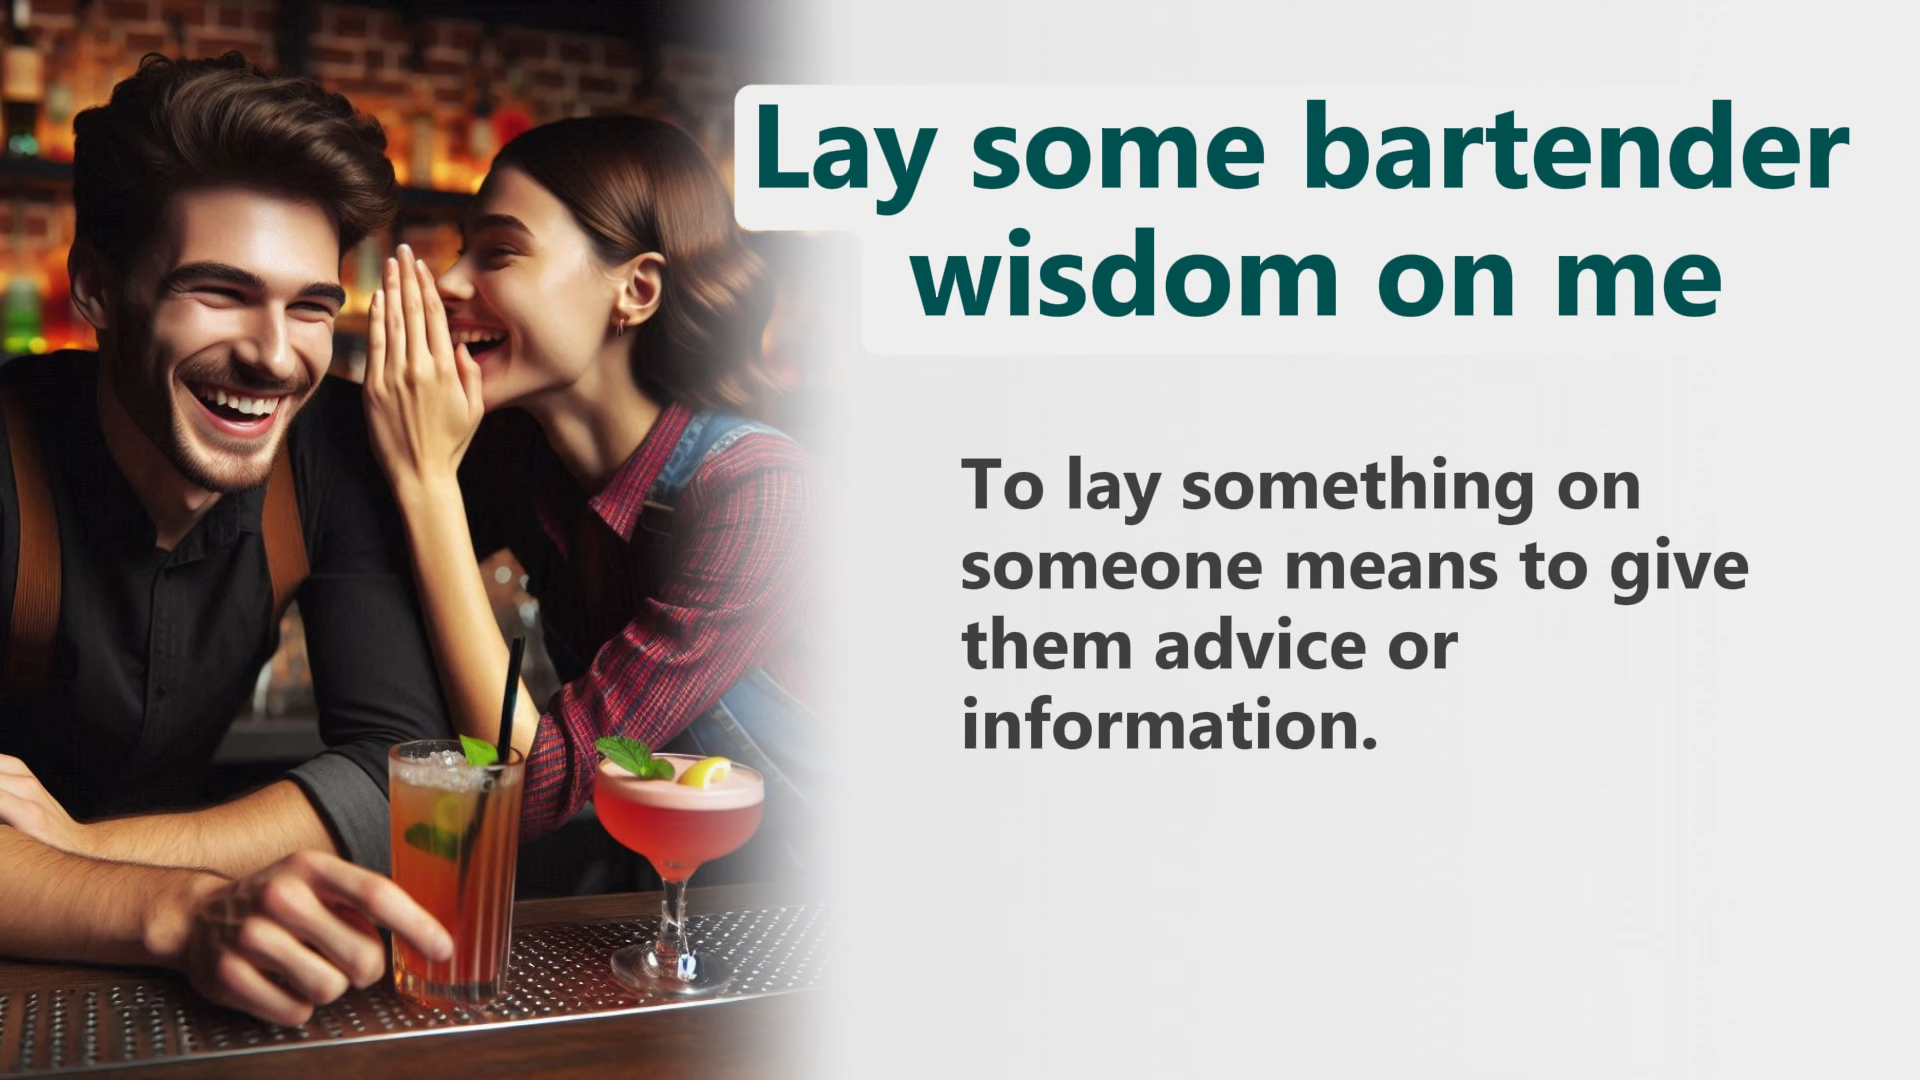 Lay some bartender
wisdom on me
To lay something on
someone means to give
them advice or
information.